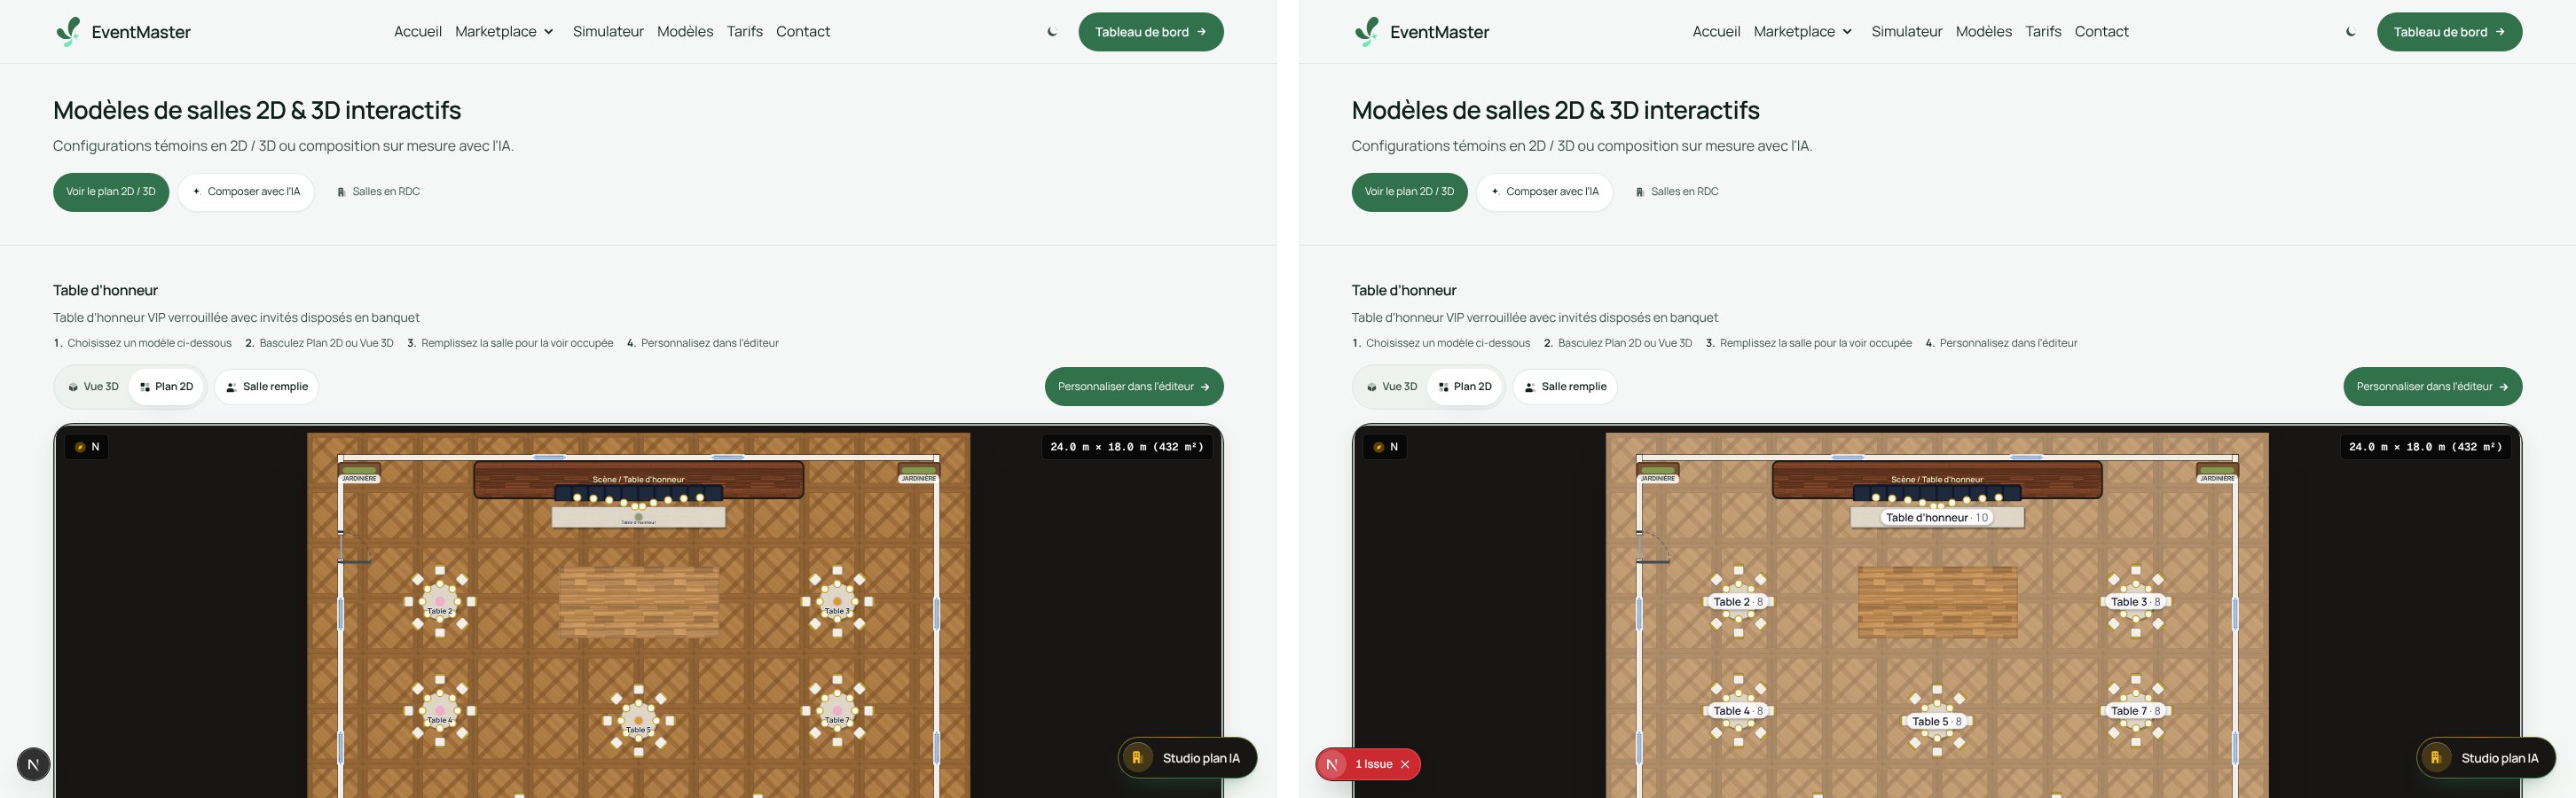 EventMaster
Accueil Marketplace Simulateur Modèles Tarifs Contact
Tableau de bord →
Modèles de salles 2D & 3D interactifs
Configurations témoins en 2D / 3D ou composition sur mesure avec l'IA.
Voir le plan 2D / 3D
Composer avec l'IA
Salles en RDC
Table d'honneur
Table d'honneur VIP verrouillée avec invités disposés en banquet
1. Choisissez un modèle ci-dessous 2. Basculez Plan 2D ou Vue 3D 3. Remplissez la salle pour la voir occupée 4. Personnalisez dans l'éditeur
Vue 3D
Plan 2D
Salle remplie
Personnaliser dans l'éditeur →
N
24.0 m × 18.0 m (432 m²)
JARDINIÈRE
Scène / Table d'honneur
JARDINIÈRE
Table d'honneur
Table 2
Table 3
Table 4
Table 5
Table 7
N
Studio plan IA
EventMaster
Accueil Marketplace Simulateur Modèles Tarifs Contact
Tableau de bord →
Modèles de salles 2D & 3D interactifs
Configurations témoins en 2D / 3D ou composition sur mesure avec l'IA.
Voir le plan 2D / 3D
Composer avec l'IA
Salles en RDC
Table d'honneur
Table d'honneur VIP verrouillée avec invités disposés en banquet
1. Choisissez un modèle ci-dessous 2. Basculez Plan 2D ou Vue 3D 3. Remplissez la salle pour la voir occupée 4. Personnalisez dans l'éditeur
Vue 3D
Plan 2D
Salle remplie
Personnaliser dans l'éditeur →
N
24.0 m × 18.0 m (432 m²)
JARDINIÈRE
Scène / Table d'honneur
JARDINIÈRE
Table d'honneur · 10
Table 2 · 8
Table 3 · 8
Table 4 · 8
Table 5 · 8
Table 7 · 8
N 1 Issue ×
Studio plan IA